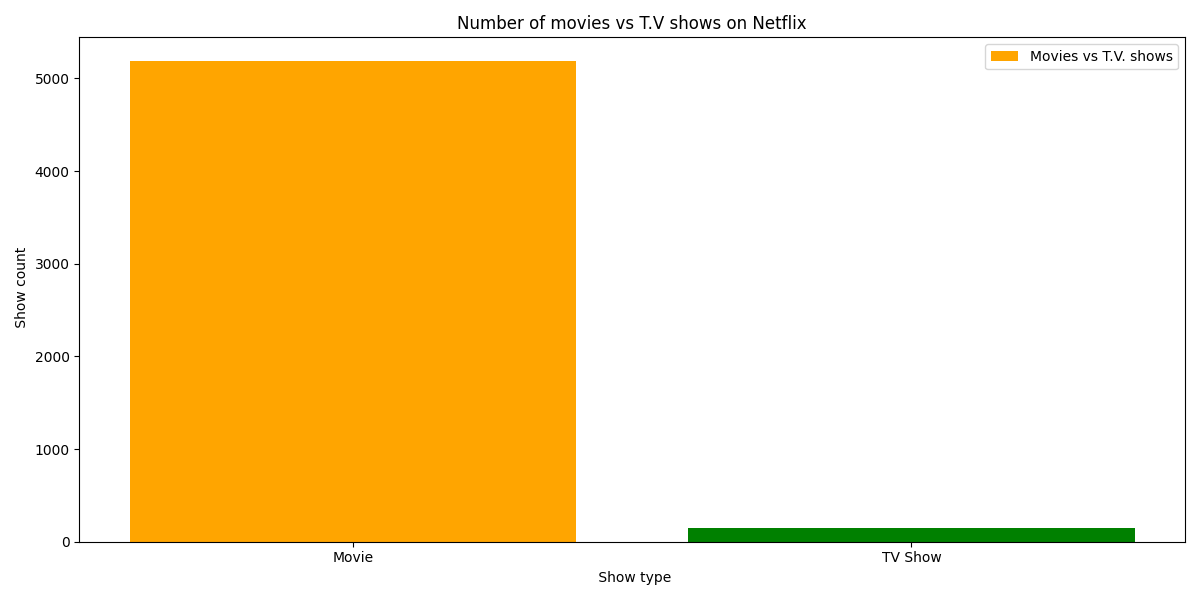 Number of movies vs T.V shows on Netflix
Movies vs T.V. shows
5000
4000
3000
2000
1000
0
Show count
Movie
TV Show
Show type